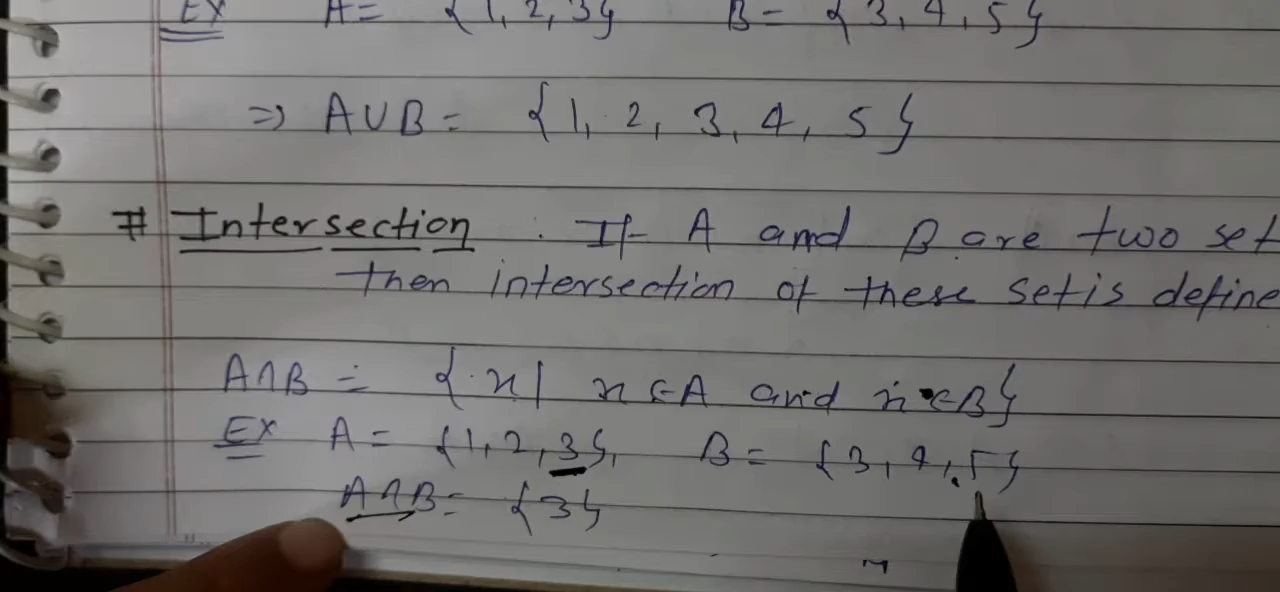 Ex A = {1, 2, 3} B = {3, 4, 5}
⇒ A∪B = {1, 2, 3, 4, 5}
# Intersection . If A and B are two set
then intersection of these set is define
A∩B = {x | x ∈ A and x ∈ B}
Ex A = {1, 2, 3}, B = {3, 4, 5}
A∩B = {3}